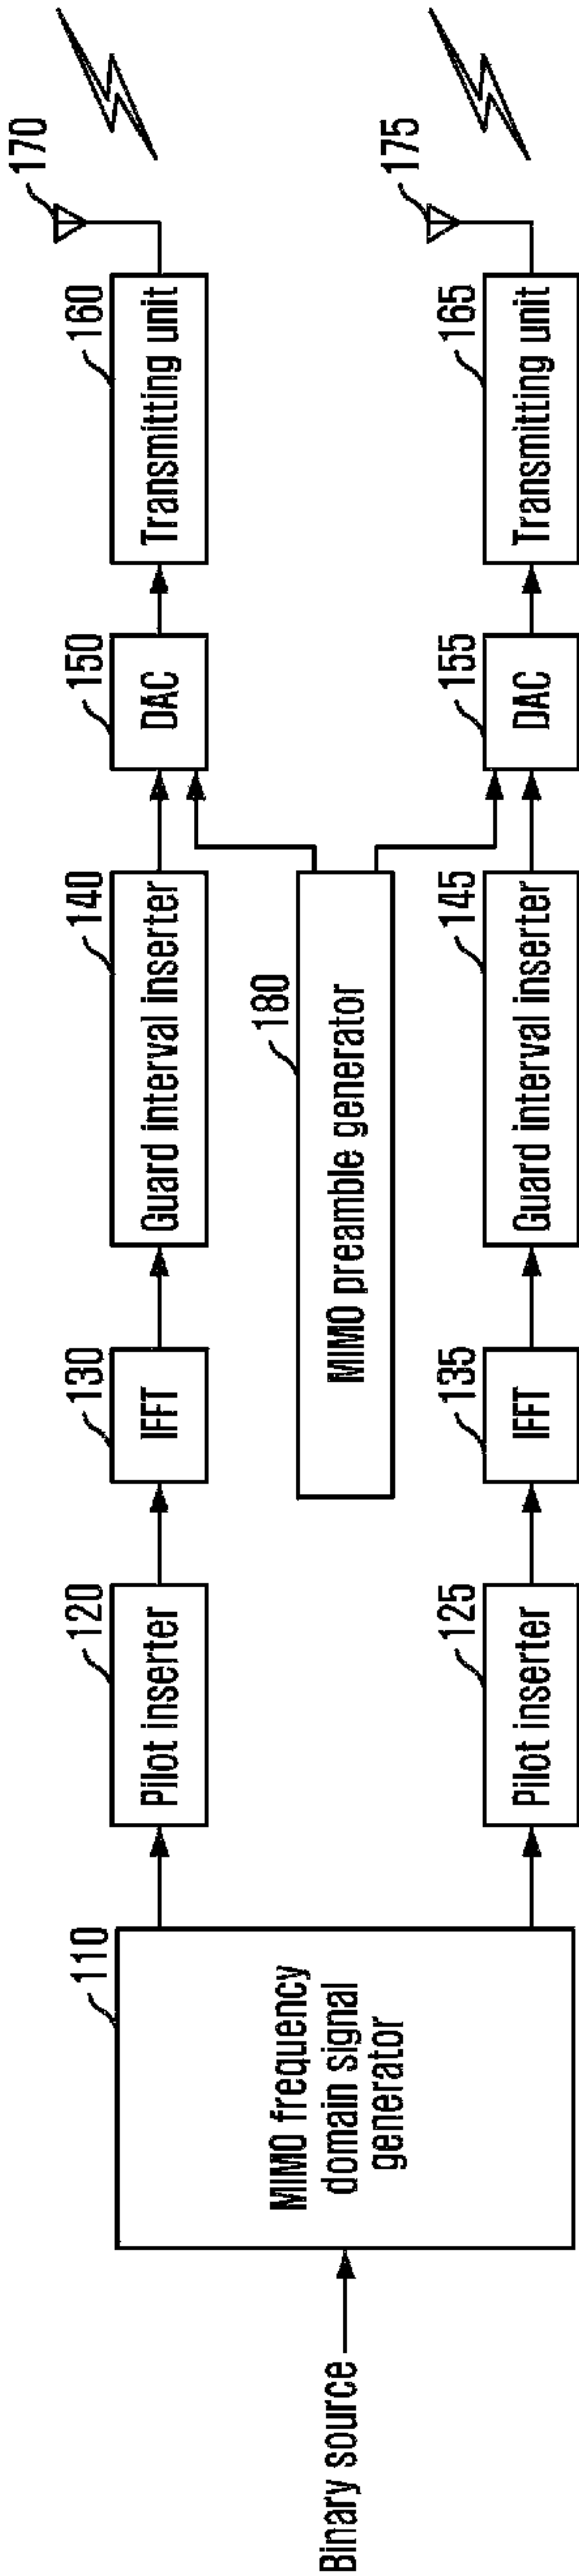 Binary source
110
MIMO frequency
domain signal
generator
120
Pilot inserter
130
IFFT
140
Guard interval inserter
150
DAC
160
Transmitting unit
170
180
MIMO preamble generator
125
Pilot inserter
135
IFFT
145
Guard interval inserter
155
DAC
165
Transmitting unit
175